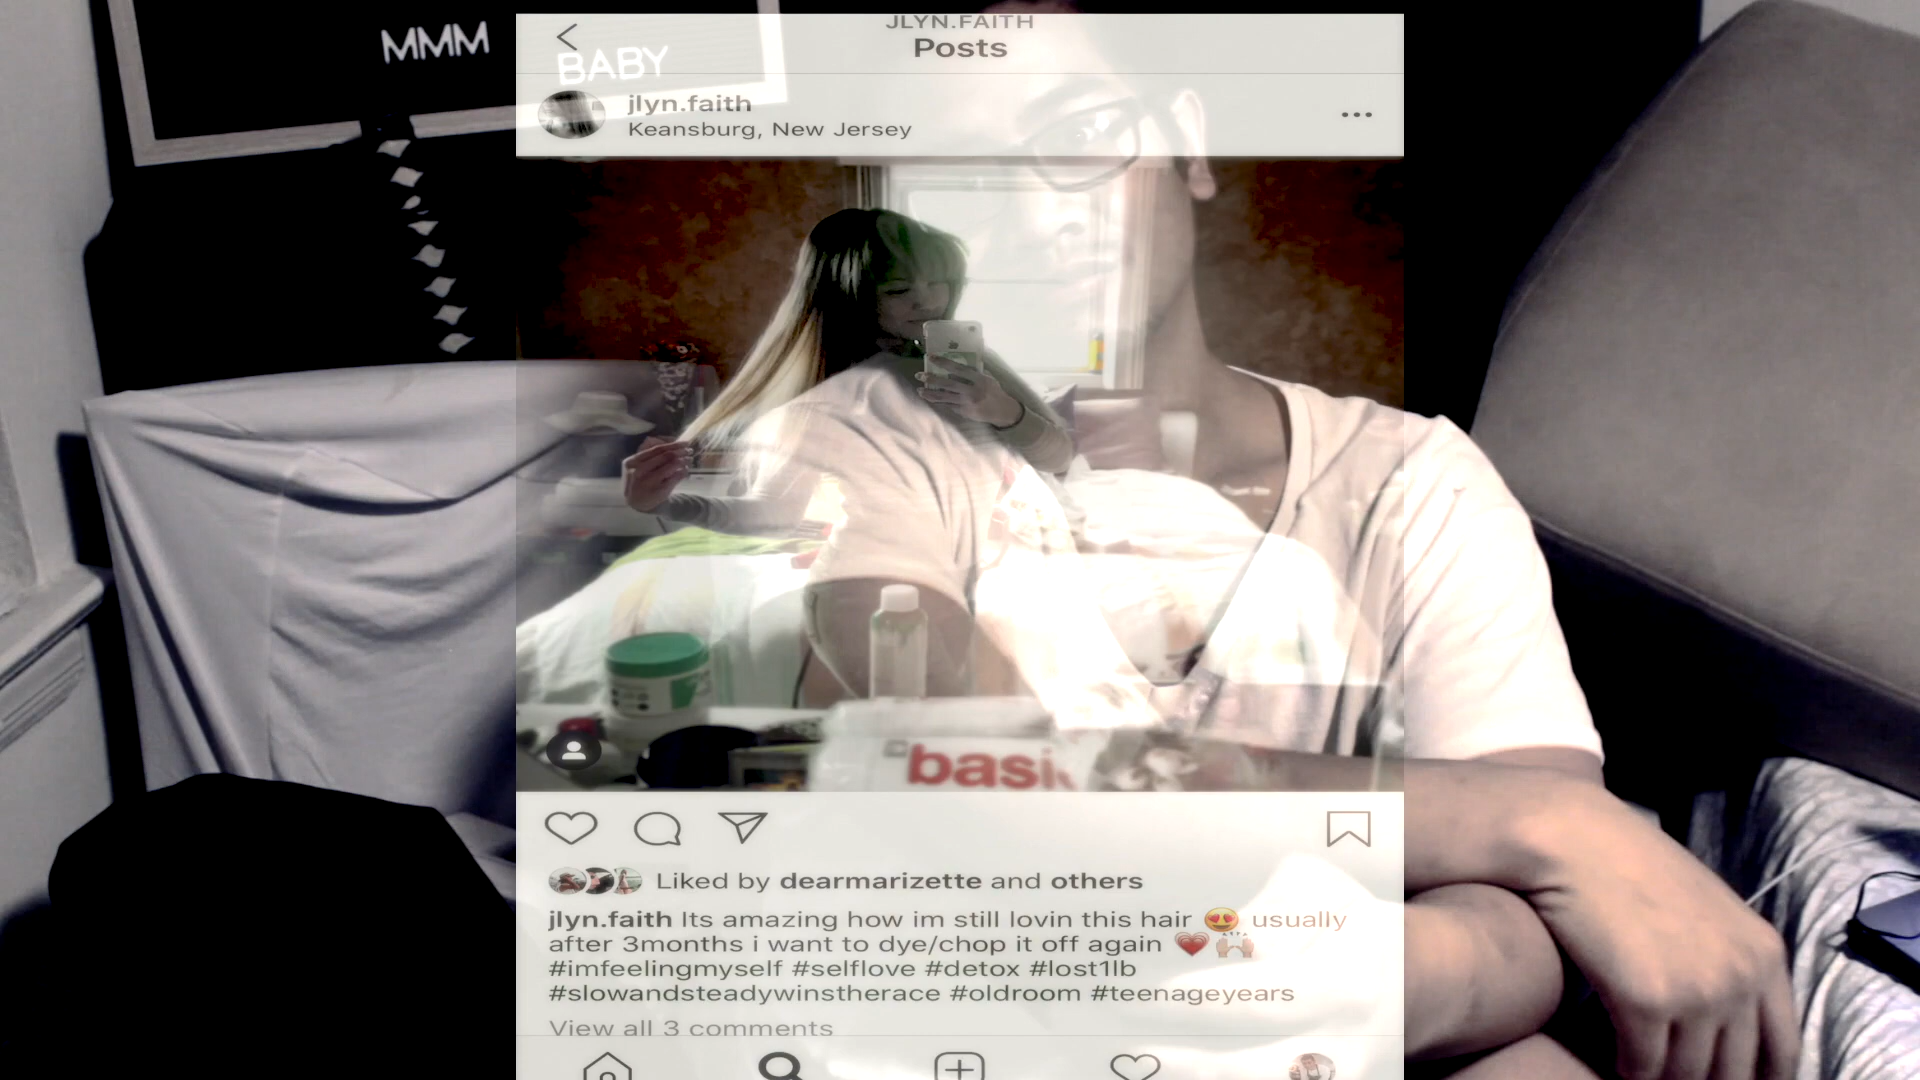 MMM
BABY
JLYN.FAITH
Posts
jlyn.faith
Keansburg, New Jersey
basi
Liked by dearmarizette and others
jlyn.faith Its amazing how im still lovin this hair 😍 usually
after 3months i want to dye/chop it off again 💗 🙌
#imfeelingmyself #selflove #detox #lost1lb
#slowandsteadywinstherace #oldroom #teenageyears
View all 3 comments